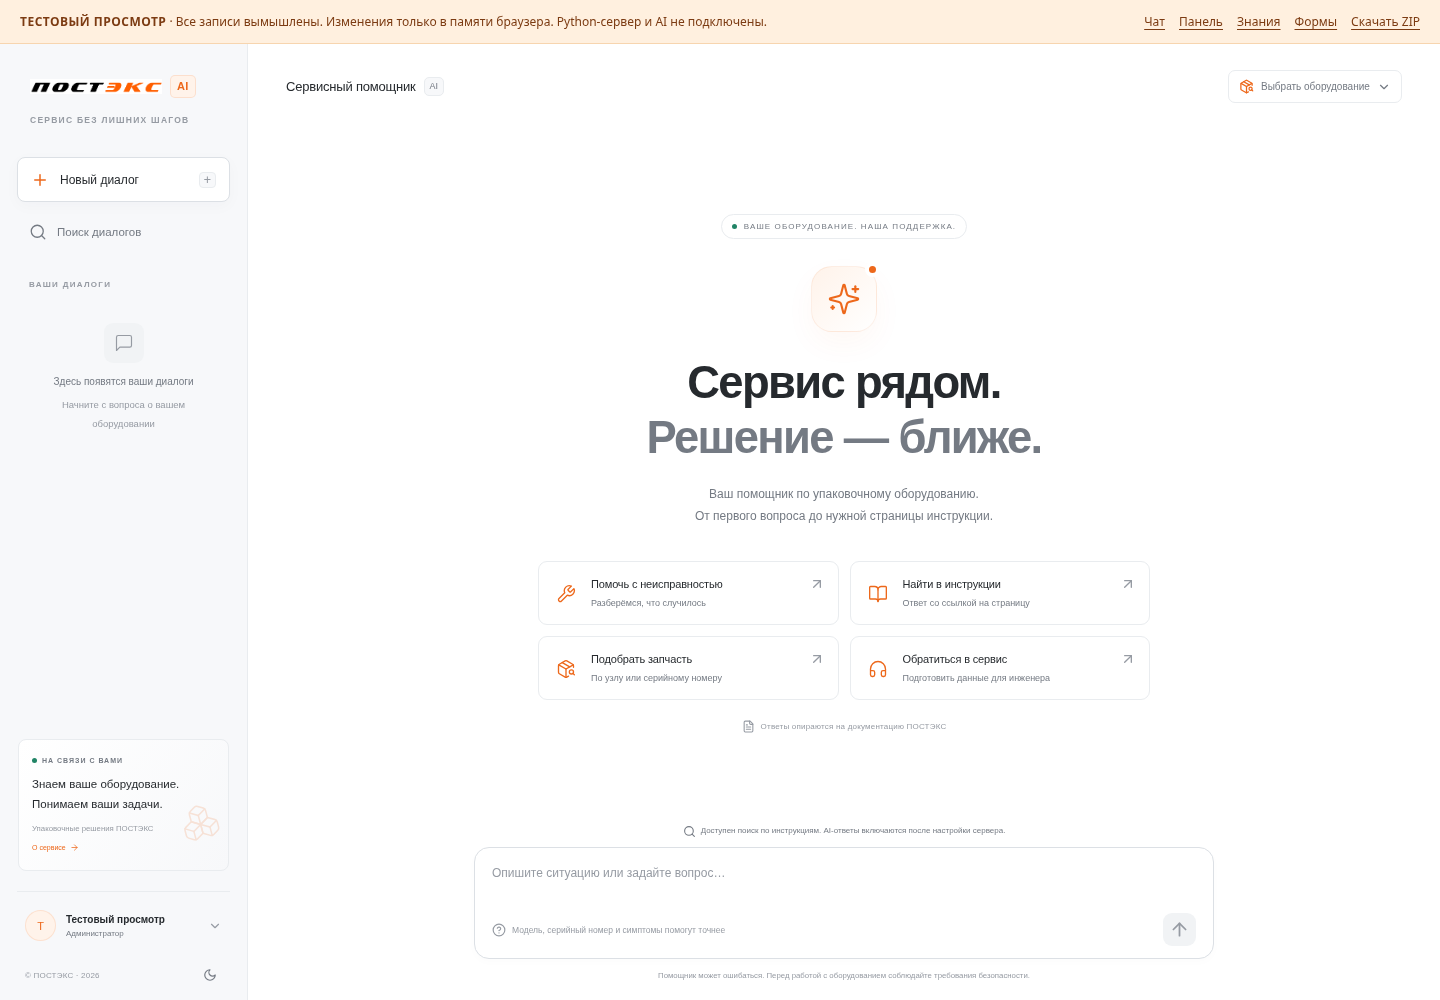 ТЕСТОВЫЙ ПРОСМОТР · Все записи вымышлены. Изменения только в памяти браузера. Python-сервер и AI не подключены.
Чат Панель Знания Формы Скачать ZIP
ПОСТЭКС AI
СЕРВИС БЕЗ ЛИШНИХ ШАГОВ
Новый диалог +
Поиск диалогов
ВАШИ ДИАЛОГИ
Здесь появятся ваши диалоги
Начните с вопроса о вашем
оборудовании
НА СВЯЗИ С ВАМИ
Знаем ваше оборудование.
Понимаем ваши задачи.
Упаковочные решения ПОСТЭКС
О сервисе →
Т
Тестовый просмотр
Администратор
© ПОСТЭКС · 2026
Сервисный помощник AI
Выбрать оборудование
ВАШЕ ОБОРУДОВАНИЕ. НАША ПОДДЕРЖКА.
Сервис рядом.
Решение — ближе.
Ваш помощник по упаковочному оборудованию.
От первого вопроса до нужной страницы инструкции.
Помочь с неисправностью
Разберёмся, что случилось
Найти в инструкции
Ответ со ссылкой на страницу
Подобрать запчасть
По узлу или серийному номеру
Обратиться в сервис
Подготовить данные для инженера
Ответы опираются на документацию ПОСТЭКС
Доступен поиск по инструкциям. AI-ответы включаются после настройки сервера.
Опишите ситуацию или задайте вопрос…
Модель, серийный номер и симптомы помогут точнее
Помощник может ошибаться. Перед работой с оборудованием соблюдайте требования безопасности.